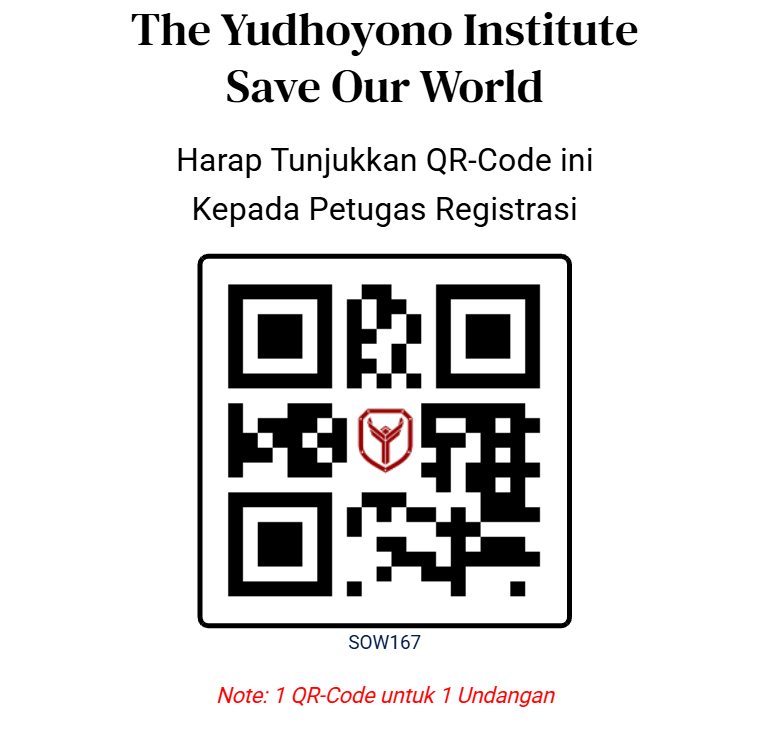 The Yudhoyono Institute
Save Our World
Harap Tunjukkan QR-Code ini
Kepada Petugas Registrasi
SOW167
Note: 1 QR-Code untuk 1 Undangan